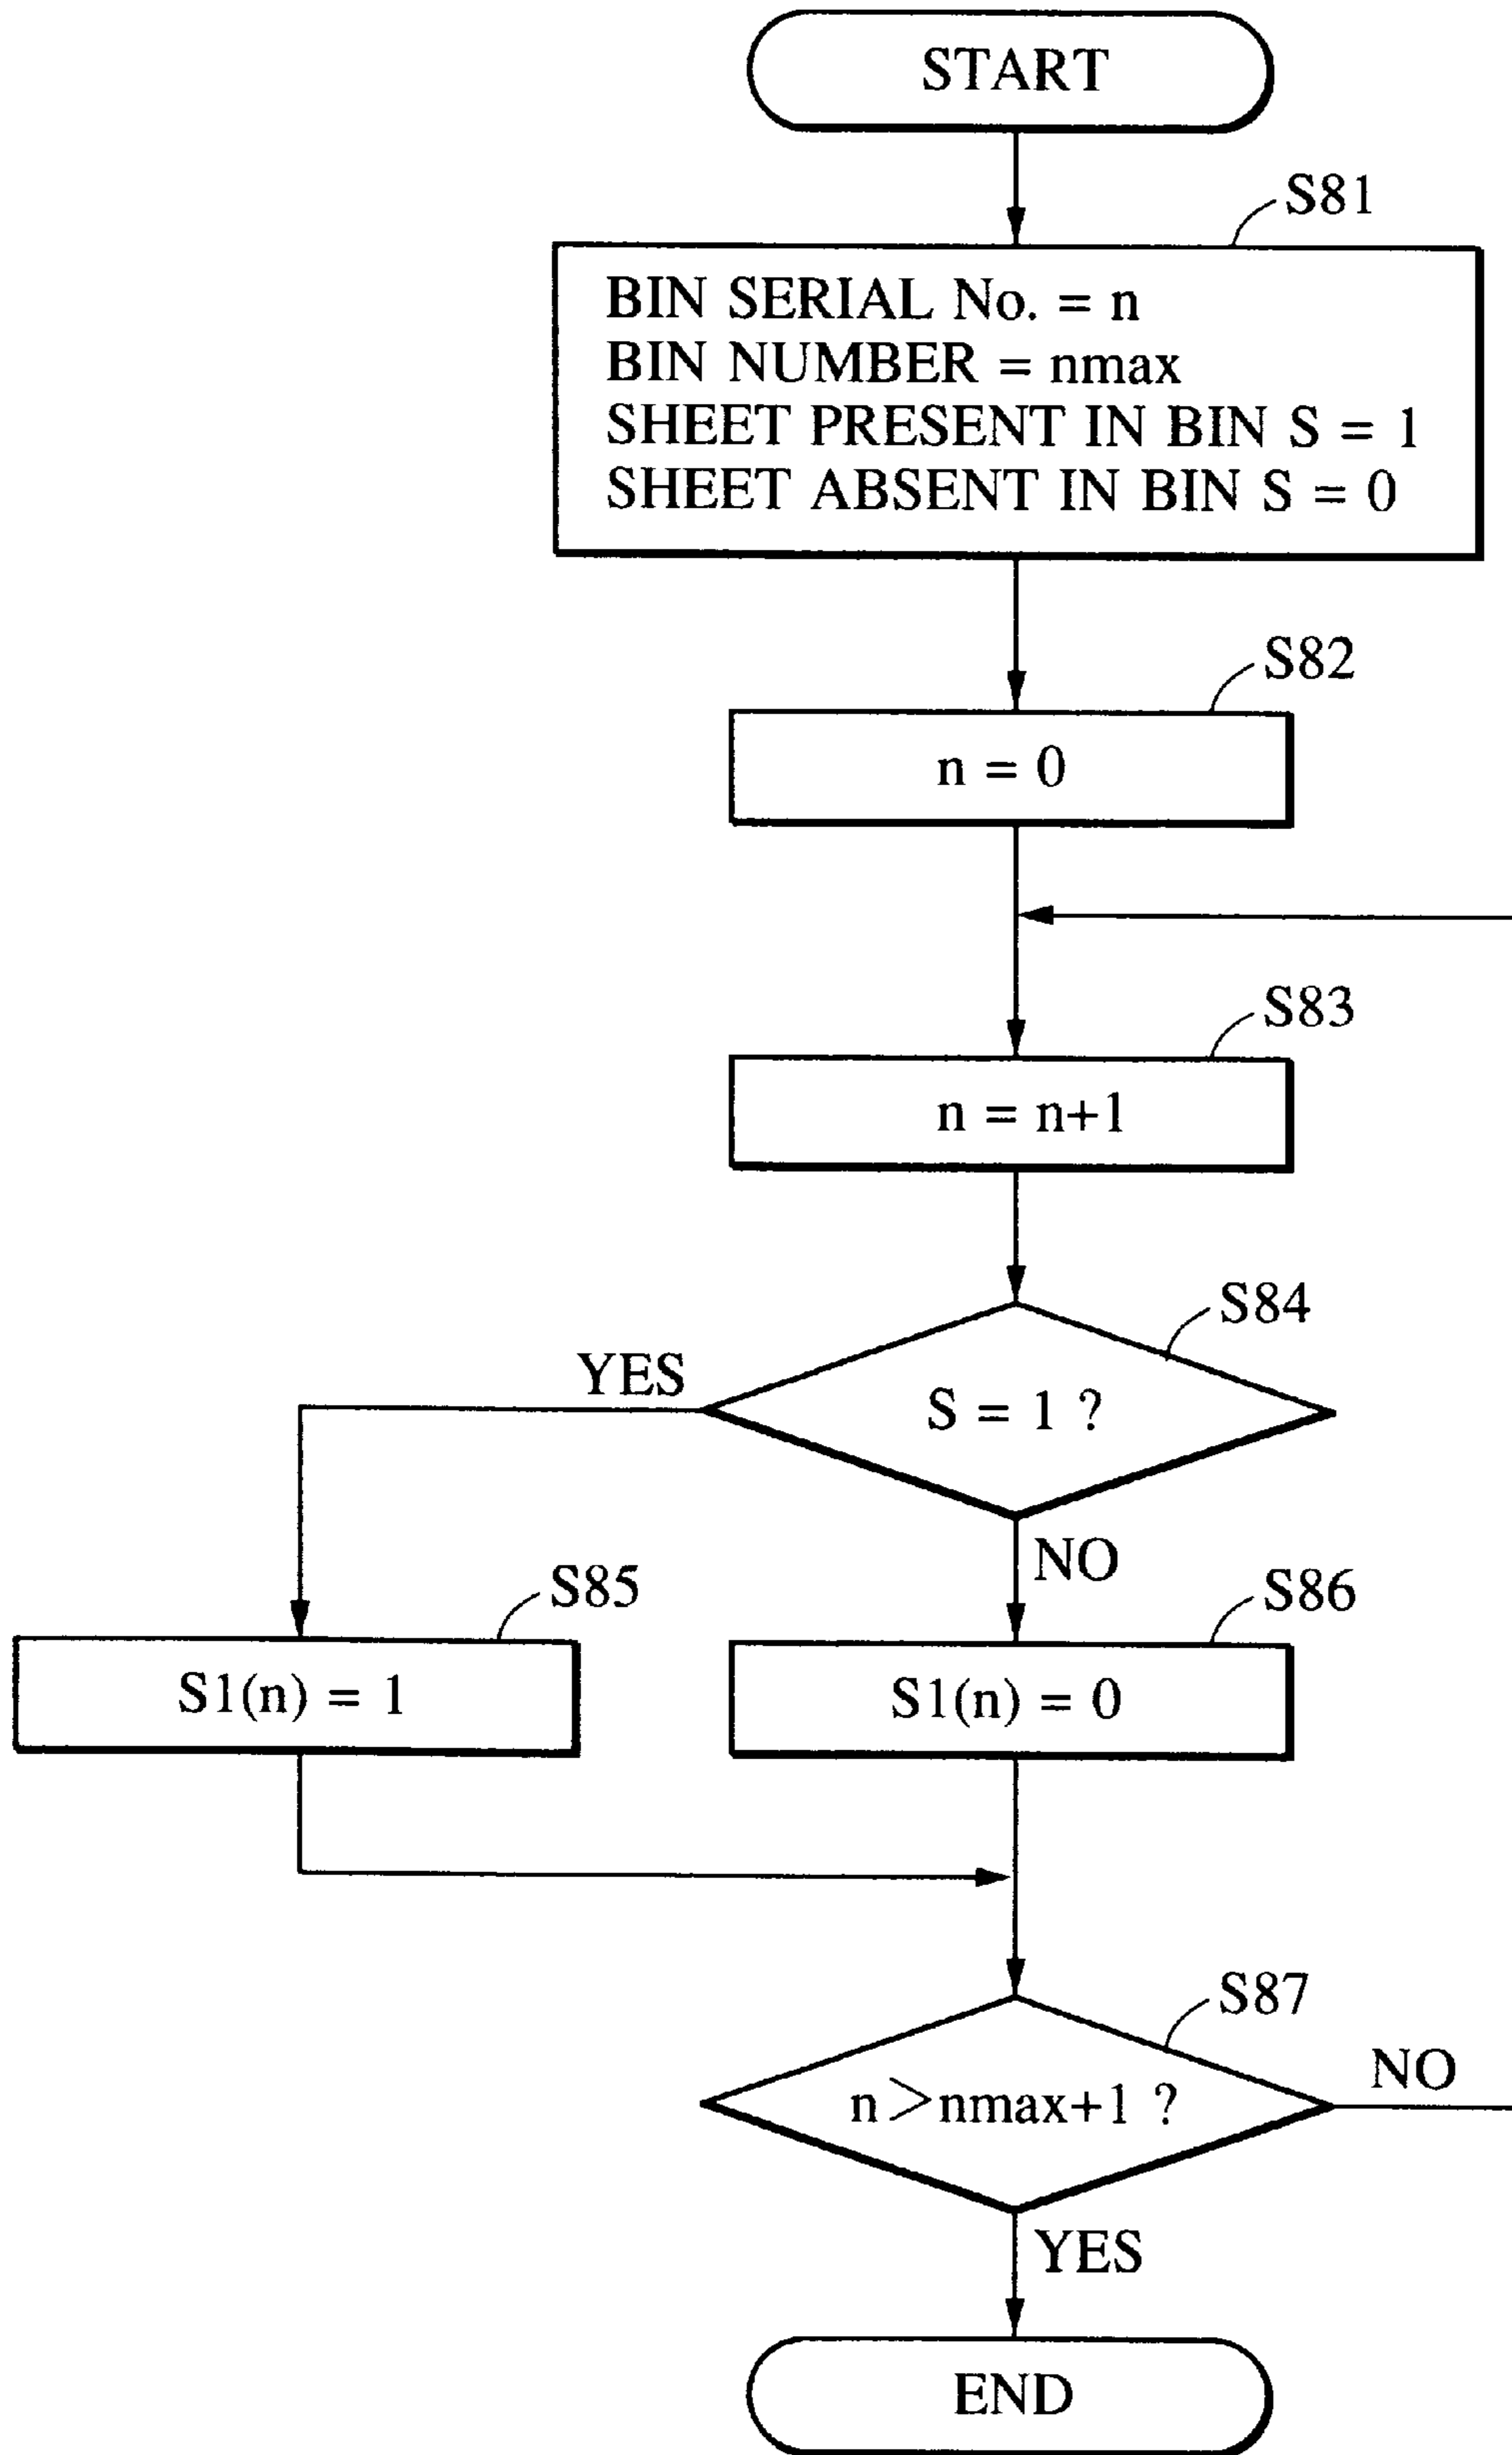 START
S81
BIN SERIAL No. = n
BIN NUMBER = nmax
SHEET PRESENT IN BIN S = 1
SHEET ABSENT IN BIN S = 0
S82
n = 0
S83
n = n+1
S84
YES
S = 1 ?
NO
S85
S86
S1(n) = 1
S1(n) = 0
S87
NO
n>nmax+1 ?
YES
END